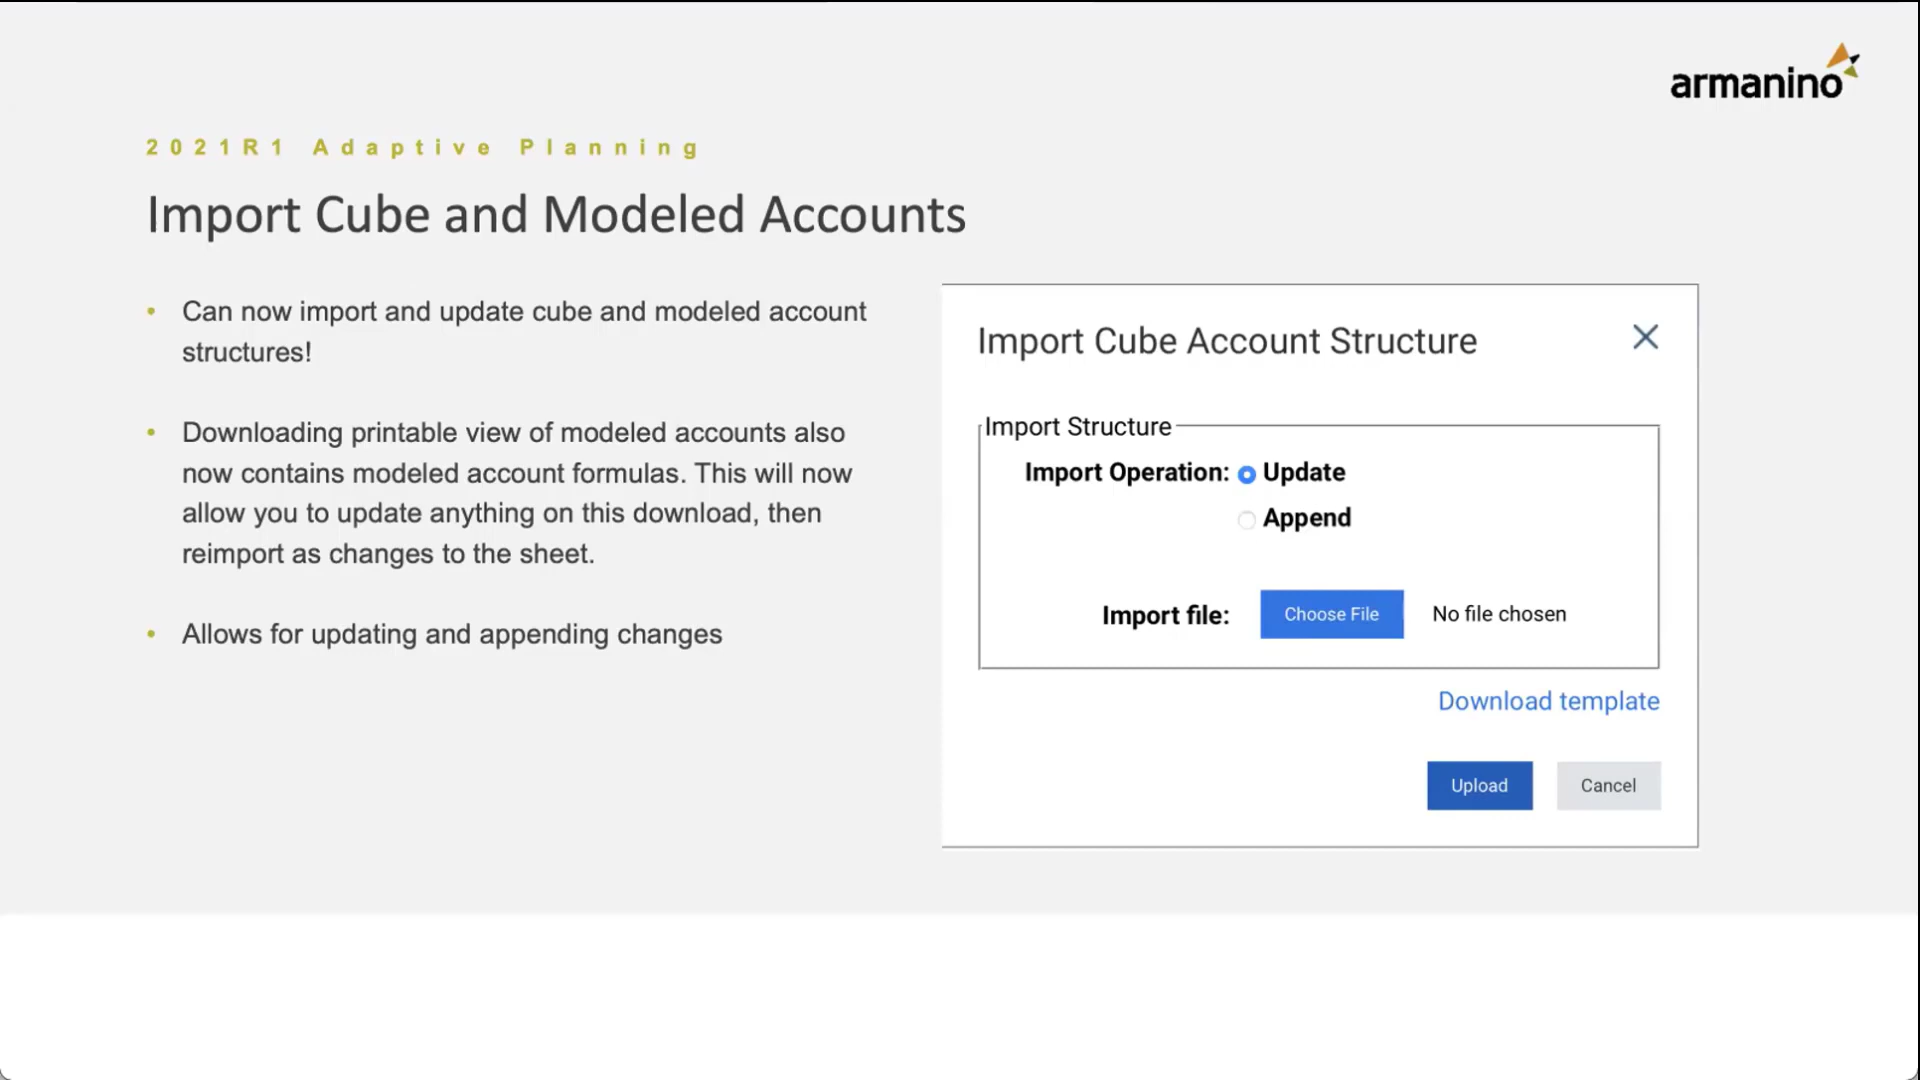 armanino
2021R1 Adaptive Planning
Import Cube and Modeled Accounts
• Can now import and update cube and modeled account
structures!
• Downloading printable view of modeled accounts also
now contains modeled account formulas. This will now
allow you to update anything on this download, then
reimport as changes to the sheet.
• Allows for updating and appending changes
Import Cube Account Structure
Import Structure
Import Operation: Update
Append
Import file: Choose File No file chosen
Download template
Upload Cancel